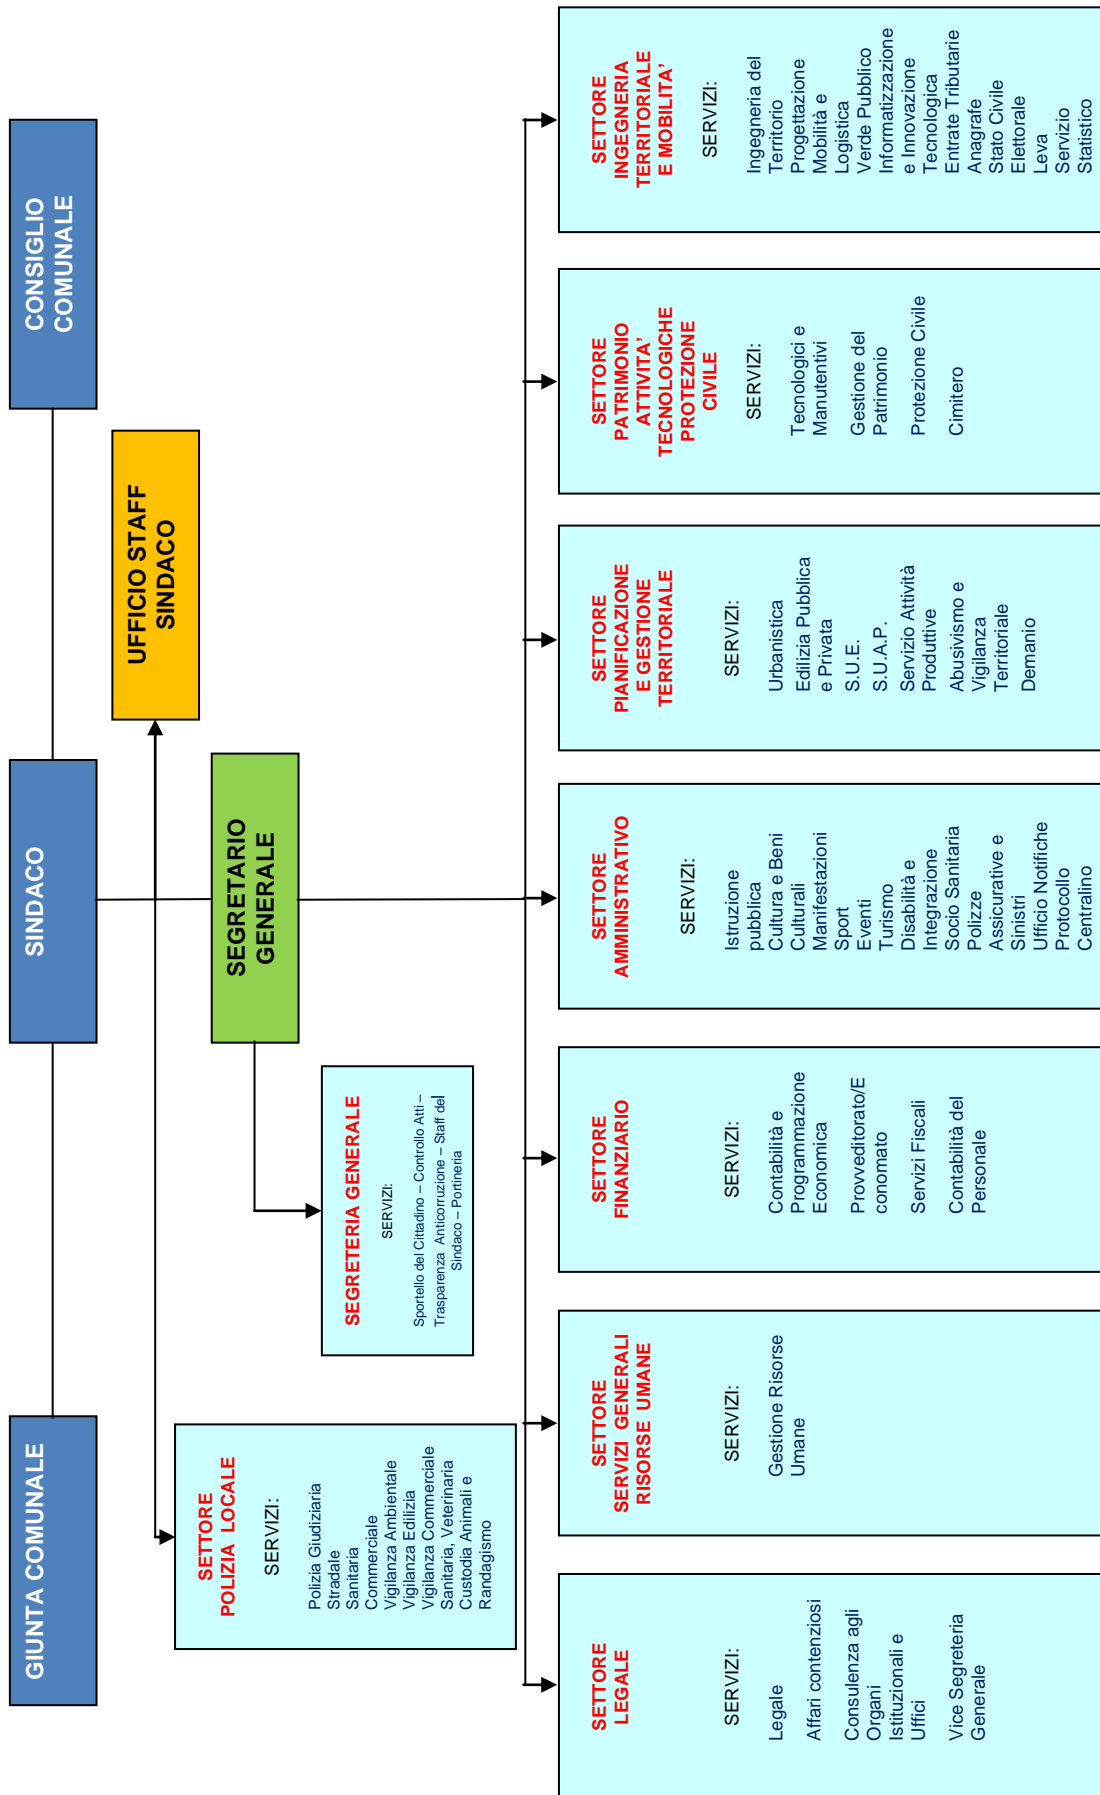 GIUNTA COMUNALE
SINDACO
CONSIGLIO
COMUNALE
UFFICIO STAFF
SINDACO
SEGRETARIO
GENERALE
SETTORE
POLIZIA LOCALE
SERVIZI:
Polizia Giudiziaria
Stradale
Sanitaria
Commerciale
Vigilanza Ambientale
Vigilanza Edilizia
Vigilanza Commerciale
Sanitaria, Veterinaria
Custodia Animali e
Randagismo
SEGRETERIA GENERALE
SERVIZI:
Sportello del Cittadino – Controllo Atti –
Trasparenza Anticorruzione – Staff del
Sindaco – Portineria
SETTORE
LEGALE
SERVIZI:
Legale
Affari contenziosi
Consulenza agli
Organi
Istituzionali e
Uffici
Vice Segreteria
Generale
SETTORE
SERVIZI GENERALI
RISORSE UMANE
SERVIZI:
Gestione Risorse
Umane
SETTORE
FINANZIARIO
SERVIZI:
Contabilità e
Programmazione
Economica
Provveditorato/E
conomato
Servizi Fiscali
Contabilità del
Personale
SETTORE
AMMINISTRATIVO
SERVIZI:
Istruzione
pubblica
Cultura e Beni
Culturali
Manifestazioni
Sport
Eventi
Turismo
Disabilità e
Integrazione
Socio Sanitaria
Polizze
Assicurative e
Sinistri
Ufficio Notifiche
Protocollo
Centralino
SETTORE
PIANIFICAZIONE
E GESTIONE
TERRITORIALE
SERVIZI:
Urbanistica
Edilizia Pubblica
e Privata
S.U.E.
S.U.A.P.
Servizio Attività
Produttive
Abusivismo e
Vigilanza
Territoriale
Demanio
SETTORE
PATRIMONIO
ATTIVITA’
TECNOLOGICHE
PROTEZIONE
CIVILE
SERVIZI:
Tecnologici e
Manutentivi
Gestione del
Patrimonio
Protezione Civile
Cimitero
SETTORE
INGEGNERIA
TERRITORIALE
E MOBILITA’
SERVIZI:
Ingegneria del
Territorio
Progettazione
Mobilità e
Logistica
Verde Pubblico
Informatizzazione
e Innovazione
Tecnologica
Entrate Tributarie
Anagrafe
Stato Civile
Elettorale
Leva
Servizio
Statistico